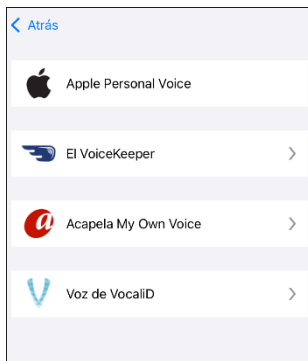 Atrás
Apple Personal Voice
El VoiceKeeper
Acapela My Own Voice
Voz de VocaliD